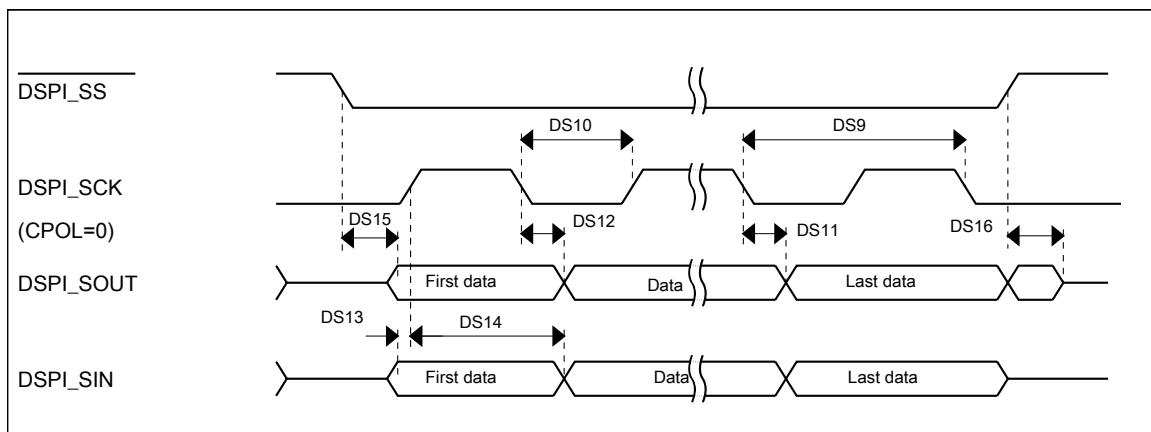 DSPI_SS
DS10
DS9
DSPI_SCK
(CPOL=0)
DS15
DS12
DS11
DS16
DSPI_SOUT
First data
Data
Last data
DS13
DS14
DSPI_SIN
First data
Data
Last data